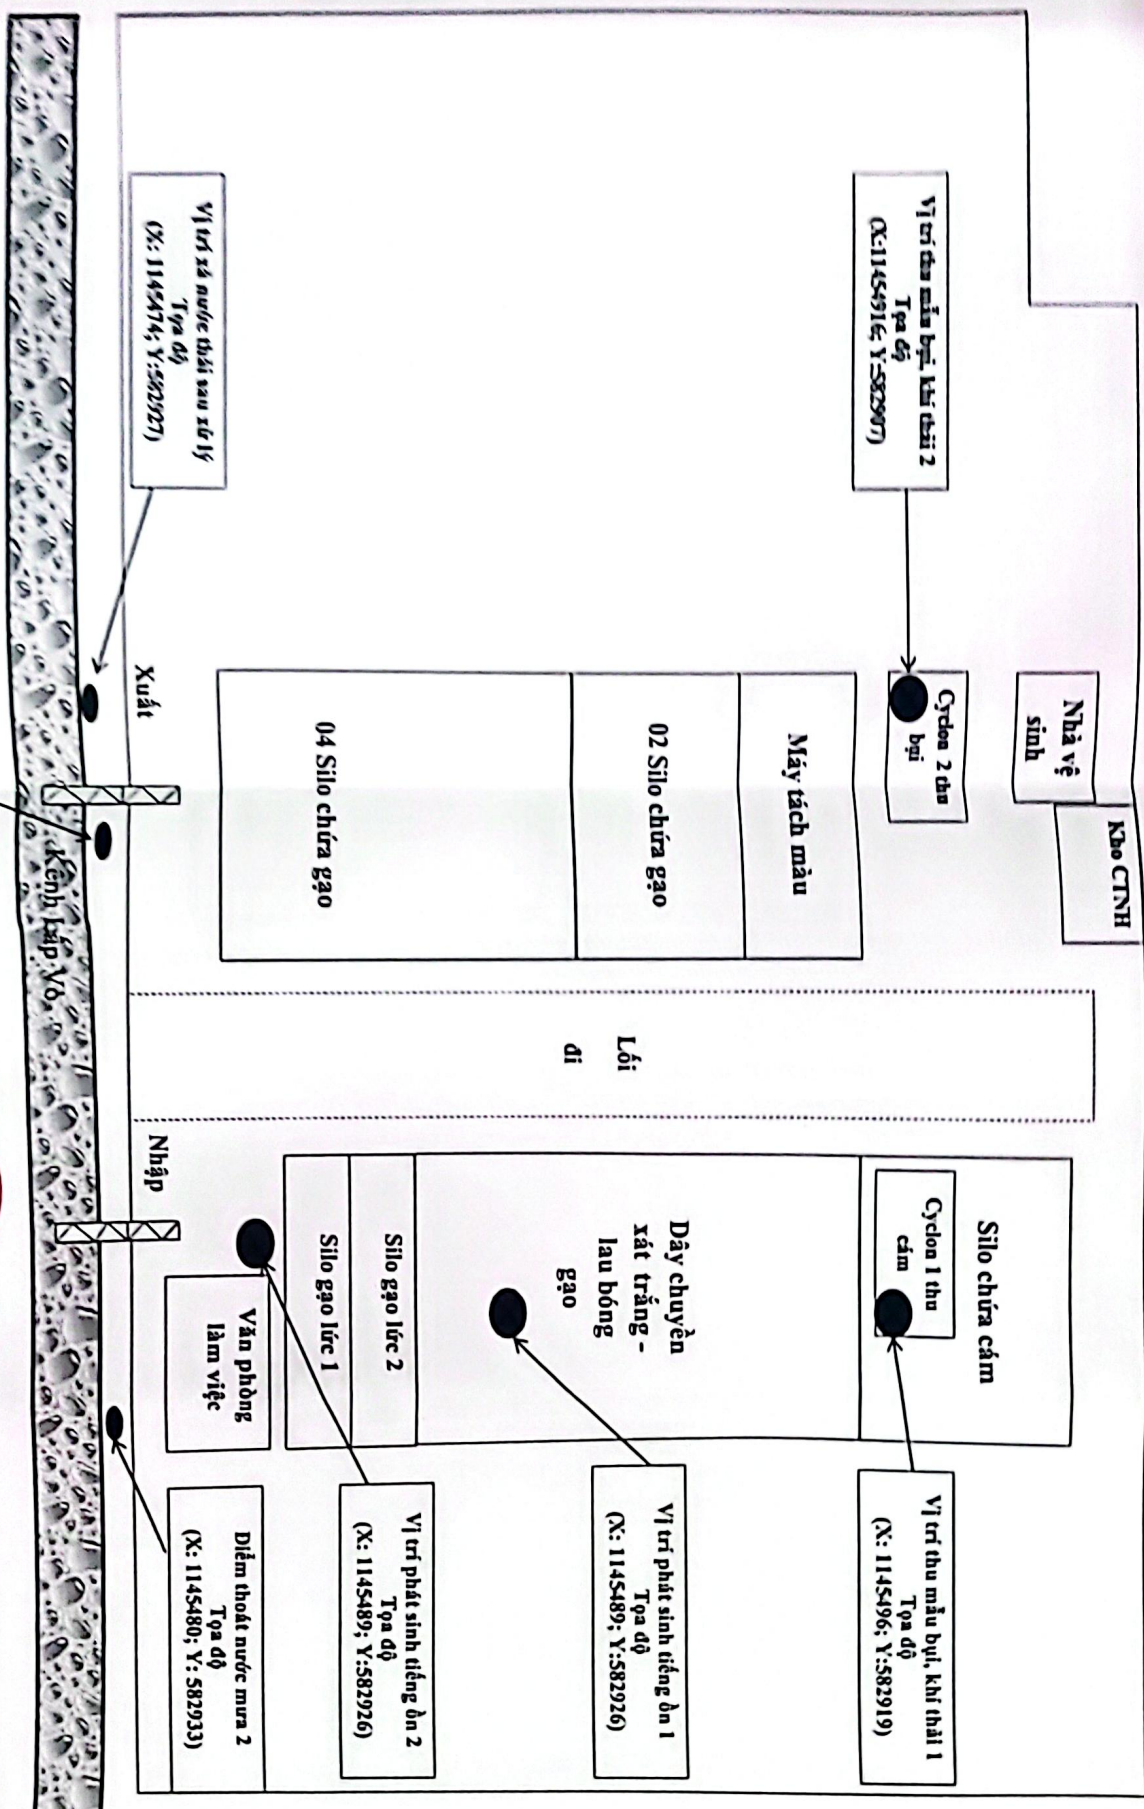 Vị trí thu mẫu bụi, khí thải 2
Tọa độ
(X:11454916; Y:582907)
Vị trí xả nước thải sau xử lý
Tọa độ
(X: 1145474; Y:582927)
Nhà vệ
sinh
Kho CTNH
Cyclon 2 thu
bụi
Máy tách màu
02 Silo chứa gạo
04 Silo chứa gạo
Xuất
Kênh Lấp Vò
Lối
đi
Nhập
Silo chứa cám
Cyclon 1 thu
cám
Dây chuyền
xát trắng -
lau bóng
gạo
Silo gạo lức 2
Silo gạo lức 1
Văn phòng
làm việc
Vị trí thu mẫu bụi, khí thải 1
Tọa độ
(X: 1145496; Y:582919)
Vị trí phát sinh tiếng ồn 1
Tọa độ
(X: 1145489; Y:582926)
Vị trí phát sinh tiếng ồn 2
Tọa độ
(X: 1145489; Y:582926)
Điểm thoát nước mưa 2
Tọa độ
(X: 1145480; Y: 582933)